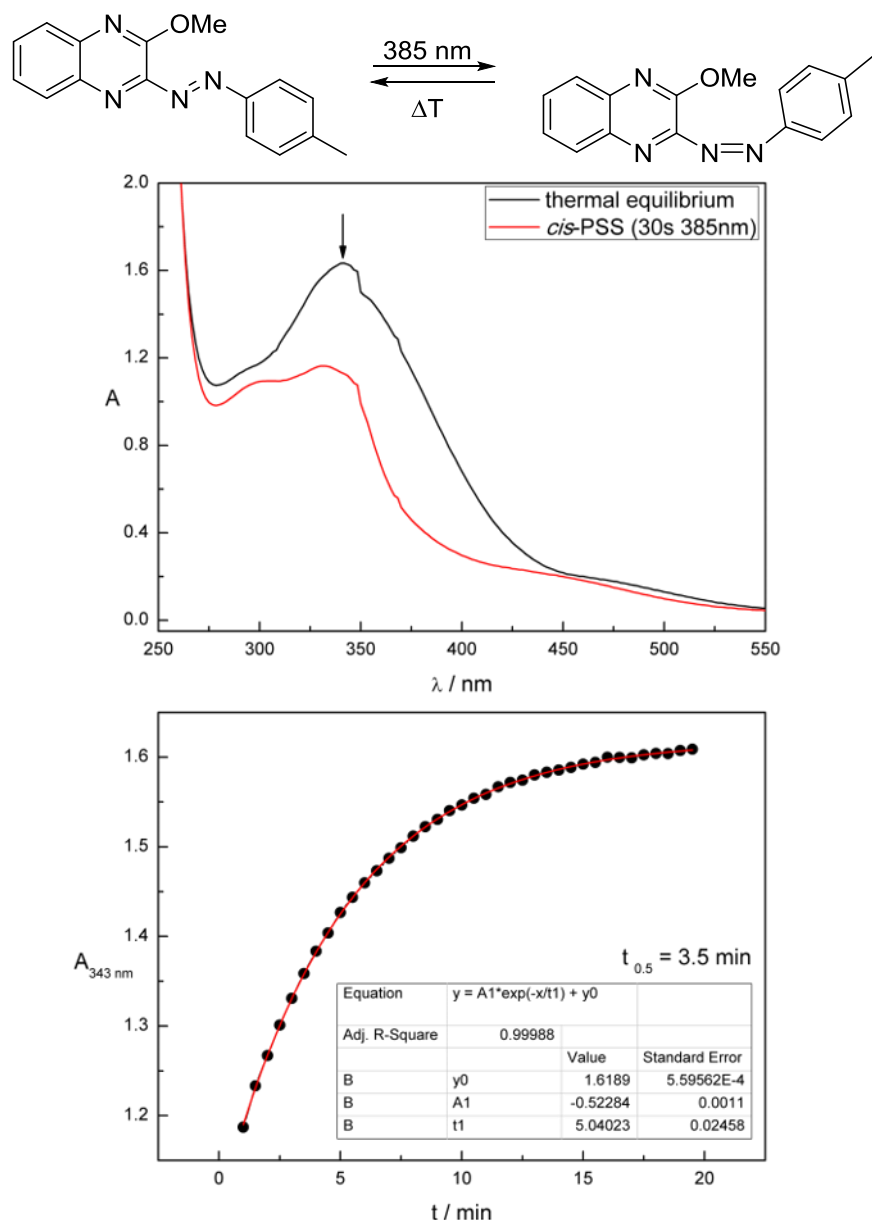 N
OMe
N
N
N
385 nm
ΔT
N
OMe
N
N
N
2.0
thermal equilibrium
cis-PSS (30s 385nm)
1.6
1.2
A
0.8
0.4
0.0
250 300 350 400 450 500 550
λ / nm
1.6
1.5
1.4
A 343 nm
t 0.5 = 3.5 min
1.3
1.2
Equation y = A1*exp(-x/t1) + y0
Adj. R-Square 0.99988
Value Standard Error
B y0 1.6189 5.59562E-4
B A1 -0.52284 0.0011
B t1 5.04023 0.02458
0 5 10 15 20
t / min